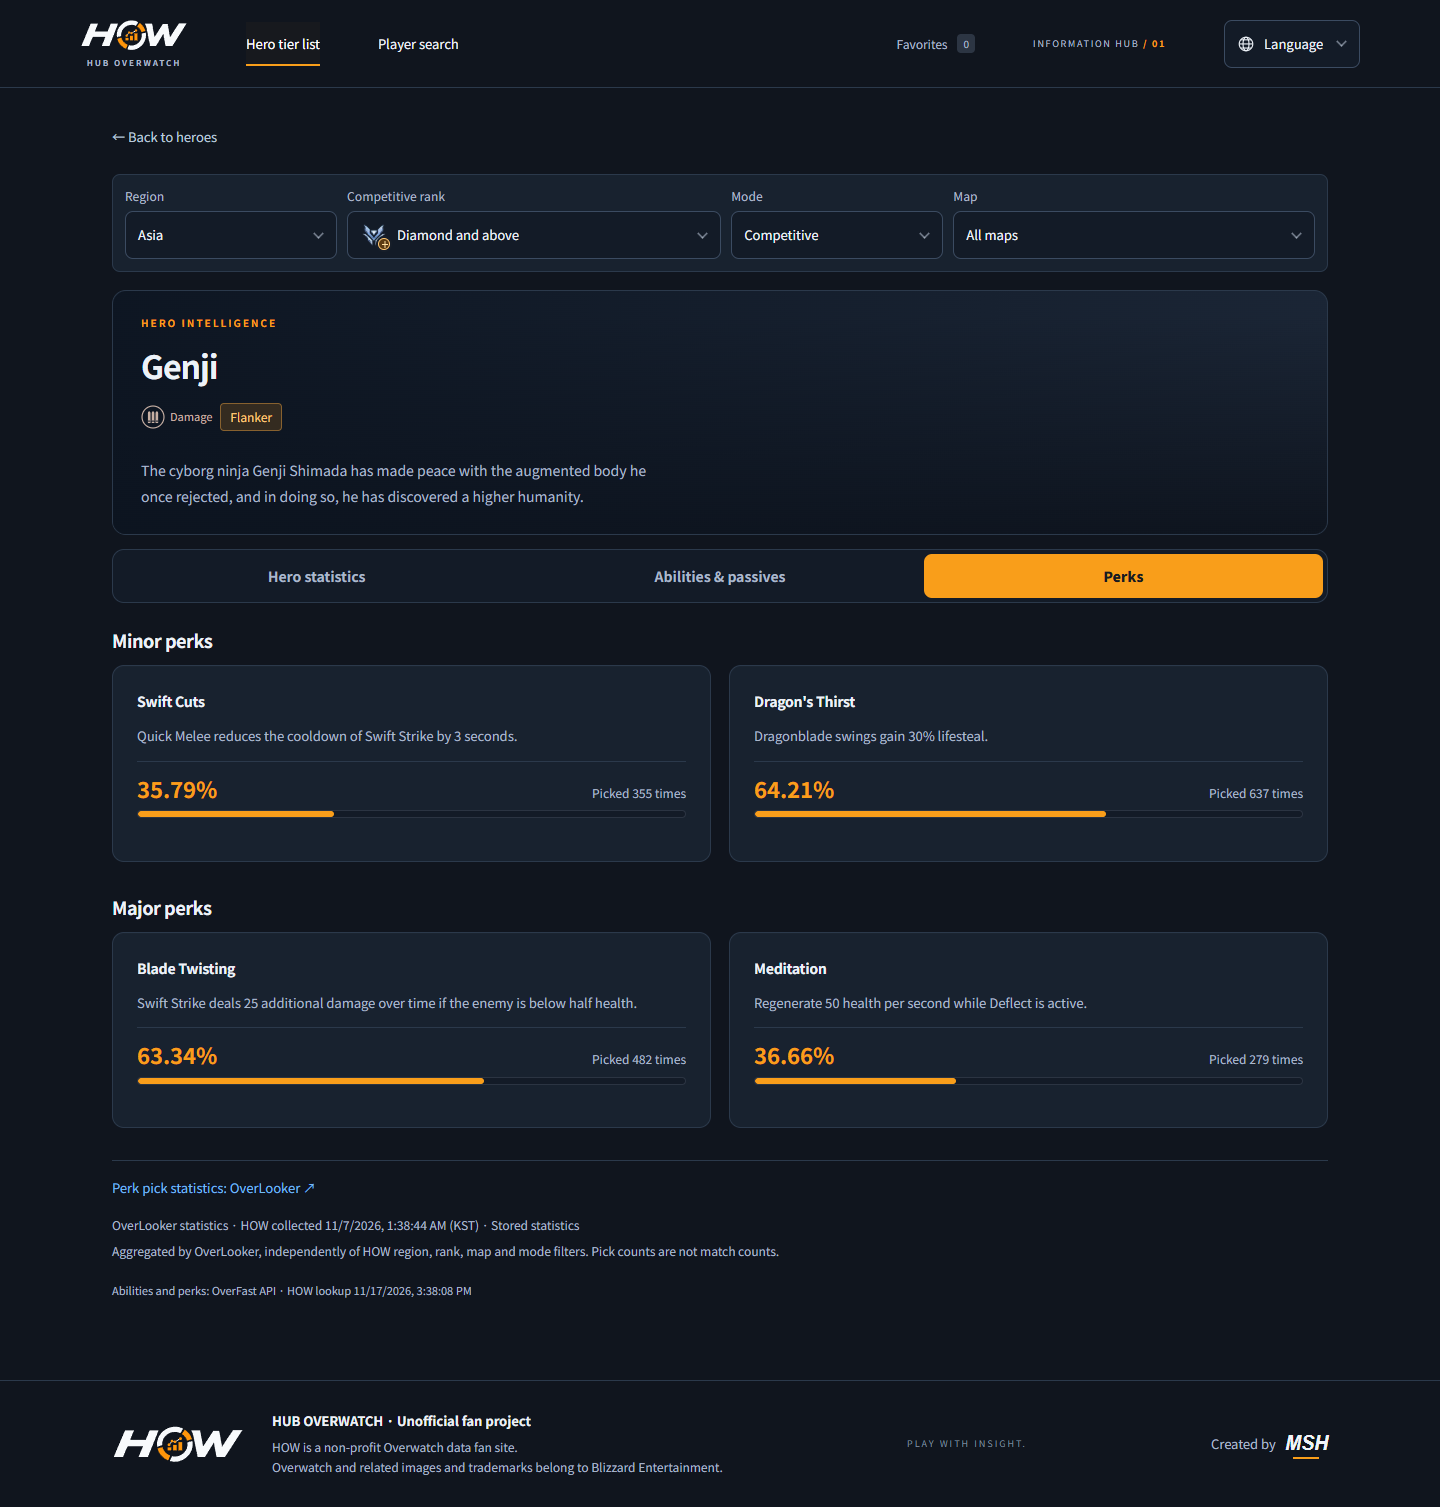 HOW
HUB OVERWATCH
Hero tier list
Player search
Favorites 0
INFORMATION HUB / 01
Language
← Back to heroes
Region
Competitive rank
Mode
Map
Asia
Diamond and above
Competitive
All maps
HERO INTELLIGENCE
Genji
Damage
Flanker
The cyborg ninja Genji Shimada has made peace with the augmented body he
once rejected, and in doing so, he has discovered a higher humanity.
Hero statistics
Abilities & passives
Perks
Minor perks
Swift Cuts
Quick Melee reduces the cooldown of Swift Strike by 3 seconds.
35.79%
Picked 355 times
Dragon's Thirst
Dragonblade swings gain 30% lifesteal.
64.21%
Picked 637 times
Major perks
Blade Twisting
Swift Strike deals 25 additional damage over time if the enemy is below half health.
63.34%
Picked 482 times
Meditation
Regenerate 50 health per second while Deflect is active.
36.66%
Picked 279 times
Perk pick statistics: OverLooker ↗
OverLooker statistics · HOW collected 11/7/2026, 1:38:44 AM (KST) · Stored statistics
Aggregated by OverLooker, independently of HOW region, rank, map and mode filters. Pick counts are not match counts.
Abilities and perks: OverFast API · HOW lookup 11/17/2026, 3:38:08 PM
HOW
HUB OVERWATCH · Unofficial fan project
HOW is a non-profit Overwatch data fan site.
Overwatch and related images and trademarks belong to Blizzard Entertainment.
PLAY WITH INSIGHT.
Created by MSH